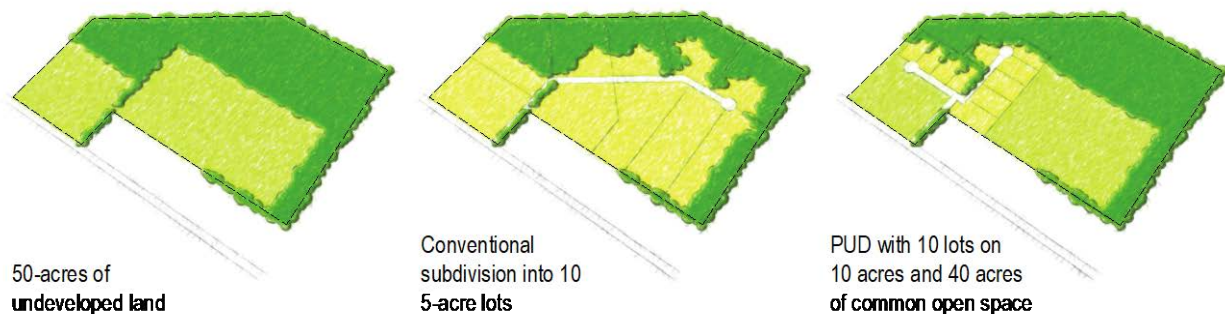 50-acres of
undeveloped land
Conventional
subdivision into 10
5-acre lots
PUD with 10 lots on
10 acres and 40 acres
of common open space